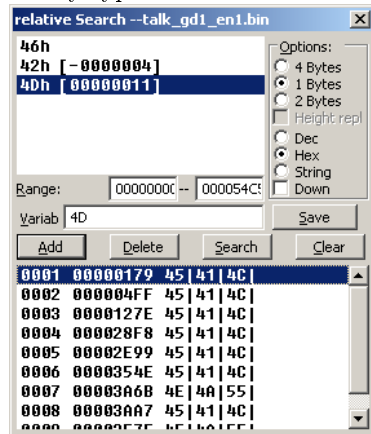 relative Search --talk_gd1_en1.bin
46h
42h [-0000004]
4Dh [00000011]
Options:
4 Bytes
1 Bytes
2 Bytes
Height repl
Dec
Hex
String
Down
Range:
--
000054C
Variab
4D
Save
Add
Delete
Search
Clear
0001 00000179 45|41|4C|
0002 000004FF 45|41|4C|
0003 0000127E 45|41|4C|
0004 000028F8 45|41|4C|
0005 00002E99 45|41|4C|
0006 0000354E 45|41|4C|
0007 00003A6B 4E|4A|55|
0008 00003AA7 45|41|4C|